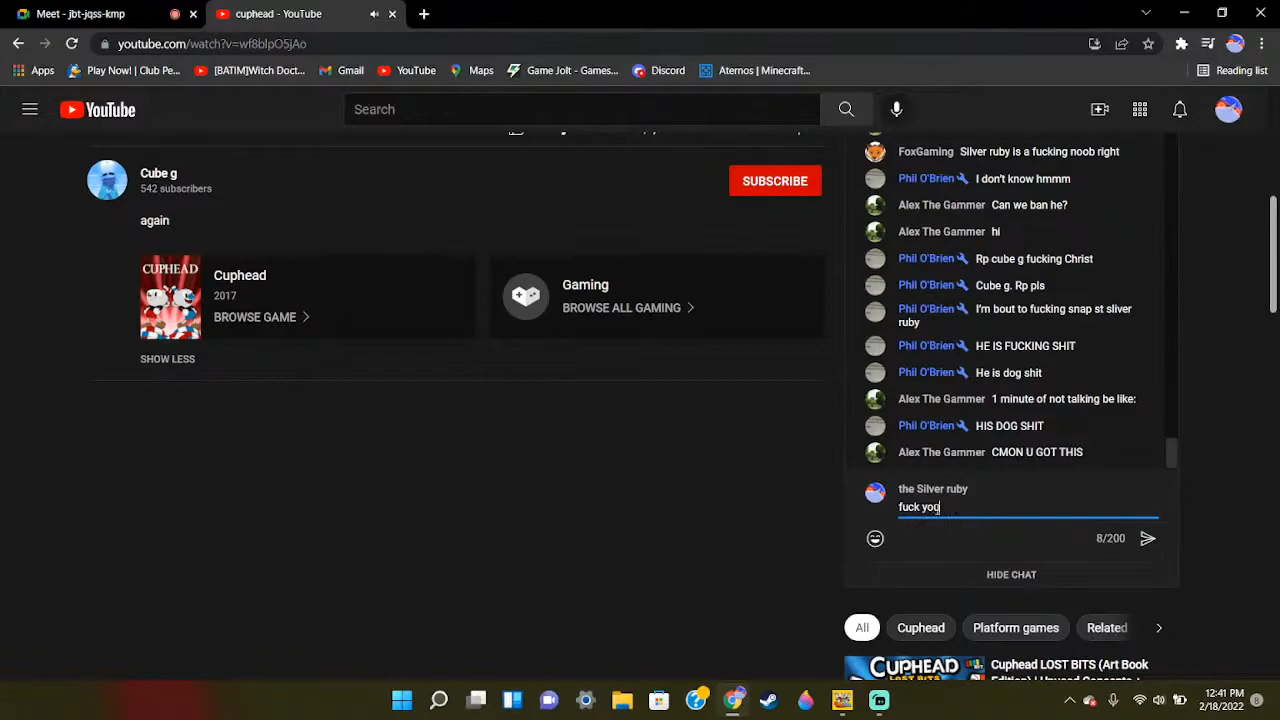 Meet - jbt-jqss-kmp
cuphead - YouTube
youtube.com/watch?v=wf8blpO5jAo
Apps
Play Now! | Club Pe...
[BATIM]Witch Doct...
Gmail
YouTube
Maps
Game Jolt - Games...
Discord
Aternos | Minecraft...
Reading list
YouTube
Search
Cube g
542 subscribers
SUBSCRIBE
again
CUPHEAD
Cuphead
2017
BROWSE GAME
Gaming
BROWSE ALL GAMING
SHOW LESS
FoxGaming Silver ruby is a fucking noob right
Phil O'Brien I don't know hmmm
Alex The Gammer Can we ban he?
Alex The Gammer hi
Phil O'Brien Rp cube g fucking Christ
Phil O'Brien Cube g. Rp pls
Phil O'Brien I'm bout to fucking snap st sliver
ruby
Phil O'Brien HE IS FUCKING SHIT
Phil O'Brien He is dog shit
Alex The Gammer 1 minute of not talking be like:
Phil O'Brien HIS DOG SHIT
Alex The Gammer CMON U GOT THIS
the Silver ruby
fuck you
8/200
HIDE CHAT
All
Cuphead
Platform games
Related
CUPHEAD
LOST BITS
Cuphead LOST BITS (Art Book
12:41 PM
2/18/2022
8